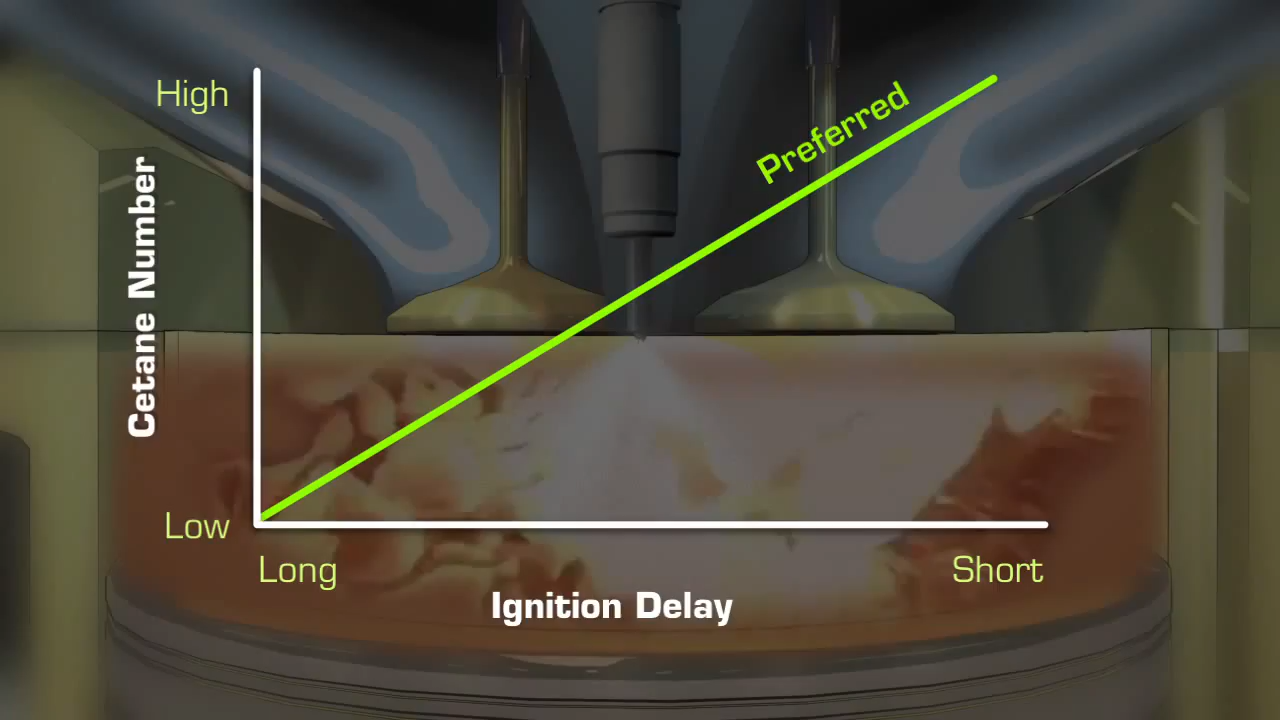 High
Preferred
Cetane Number
Low
Long
Short
Ignition Delay